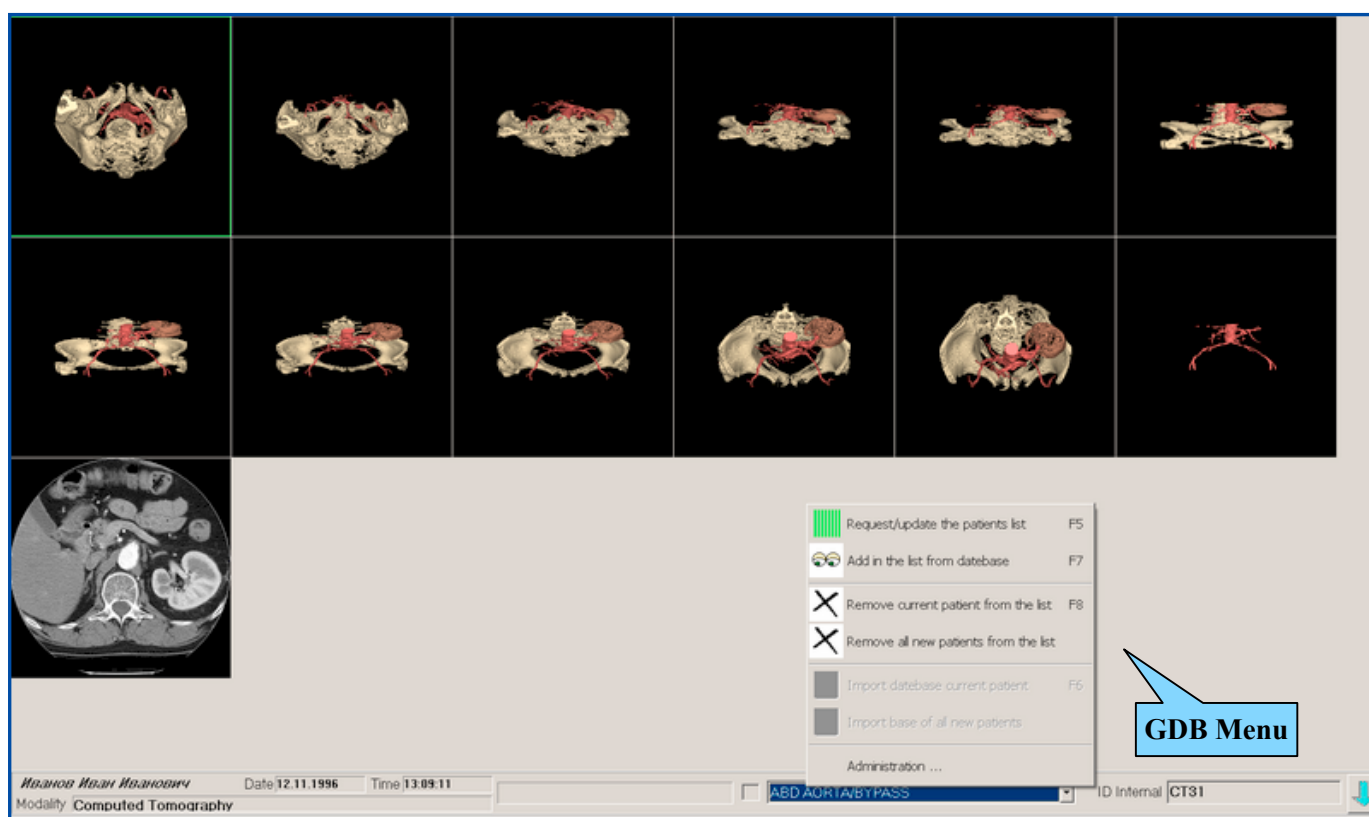 Request/update the patients list F5
Add in the list from datebase F7
Remove current patient from the list F8
Remove all new patients from the list
Import datebase current patient F6
Import base of all new patients
Administration ...
GDB Menu
Иванов Иван Иванович Date 12.11.1996 Time 13:09:11
ABD AORTA/BYPASS ID Internal CT31
Modality Computed Tomography